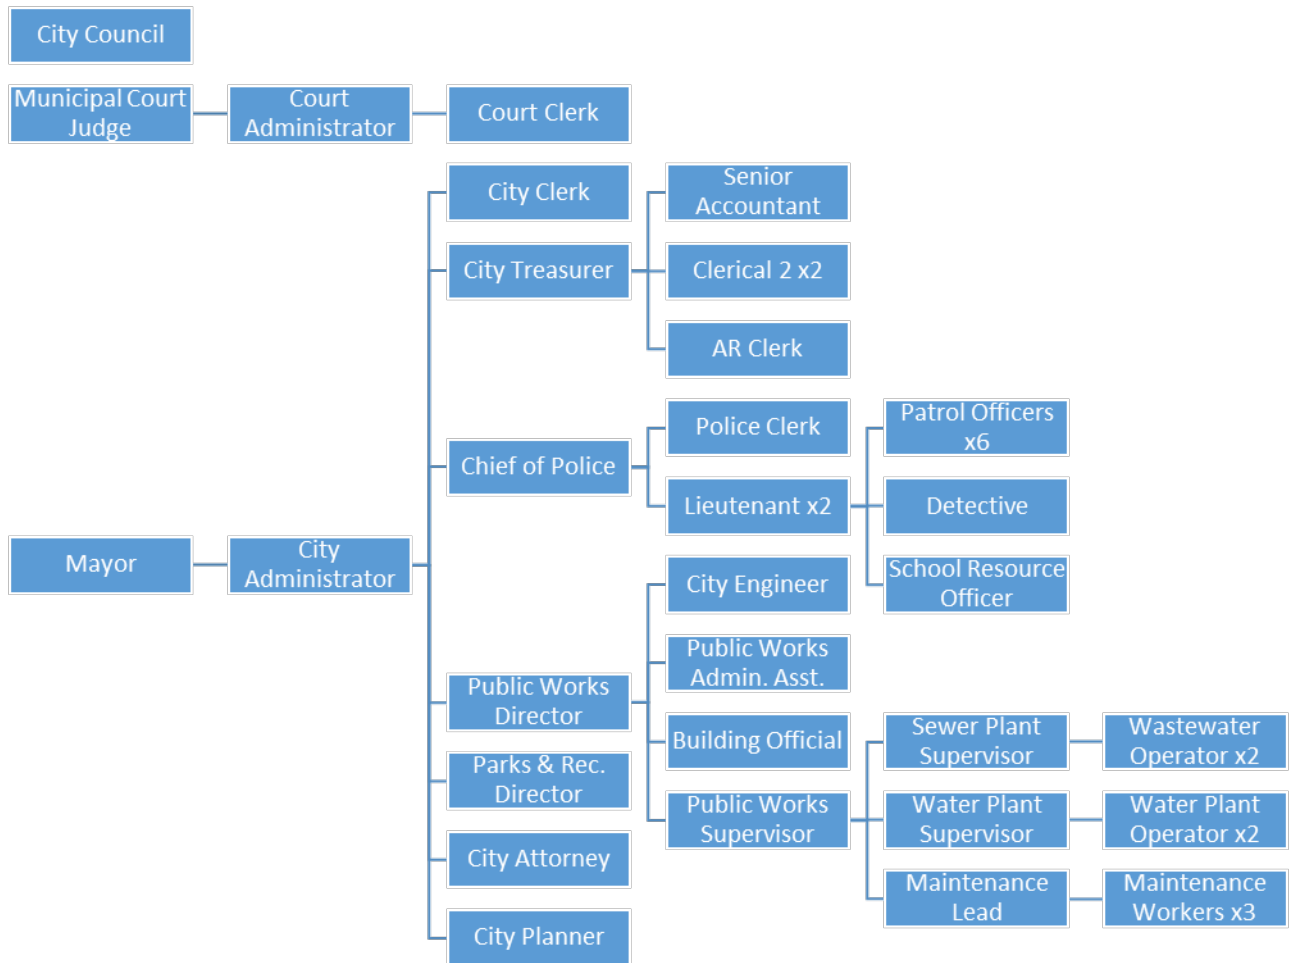 City Council
Municipal Court
Judge
Court
Administrator
Court Clerk
City Clerk
Senior
Accountant
City Treasurer
Clerical 2 x2
AR Clerk
Chief of Police
Police Clerk
Patrol Officers
x6
Lieutenant x2
Detective
School Resource
Officer
Mayor
City
Administrator
City Engineer
Public Works
Admin. Asst.
Public Works
Director
Building Official
Sewer Plant
Supervisor
Wastewater
Operator x2
Parks & Rec.
Director
Public Works
Supervisor
Water Plant
Supervisor
Water Plant
Operator x2
City Attorney
Maintenance
Lead
Maintenance
Workers x3
City Planner